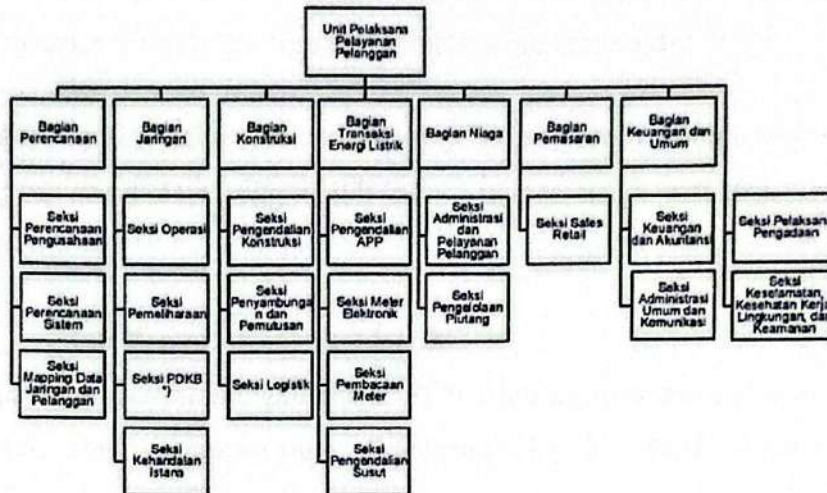 Unit Pelaksana
Pelayanan
Pelanggan
Bagian
Perencanaan
Bagian
Jaringan
Bagian
Konstruksi
Bagian
Transaksi
Energi Listrik
Bagian Niaga
Bagian
Pemasaran
Bagian
Keuangan dan
Umum
Seksi
Perencanaan
Pengusahaan
Seksi Operasi
Seksi
Pengendalian
Konstruksi
Seksi
Pengendalian
APP
Seksi
Administrasi
dan
Pelayanan
Pelanggan
Seksi Sales
Retail
Seksi
Keuangan
dan Akuntansi
Seksi Pelaksana
Pengadaan
Seksi
Perencanaan
Sistem
Seksi
Pemeliharaan
Seksi
Penyambunga
n dan
Pemutusan
Seksi Meter
Elektronik
Seksi
Pengelolaan
Piutang
Seksi
Administrasi
Umum dan
Komunikasi
Seksi
Keselamatan,
Kesehatan Kerja,
Lingkungan, dan
Keamanan
Seksi
Mapping Data
Jaringan dan
Pelanggan
Seksi PDKB
*)
Seksi Logistik
Seksi
Pembacaan
Meter
Seksi
Kehandalan
Istana
Seksi
Pengendalian
Susut